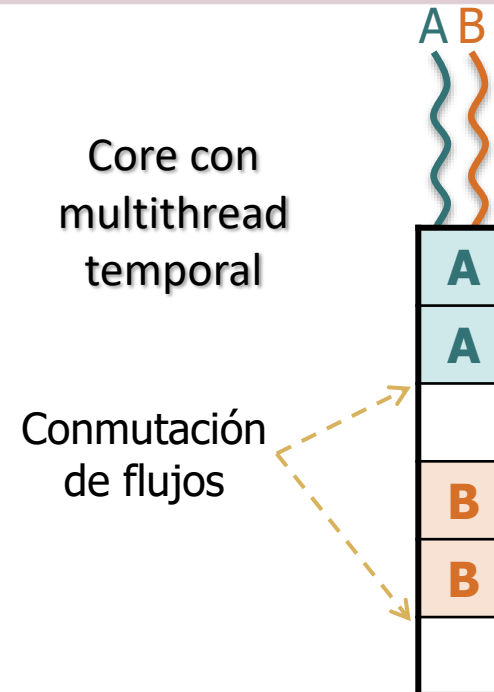 A B
Core con
multithread
temporal
A
A
Conmutación
de flujos
B
B